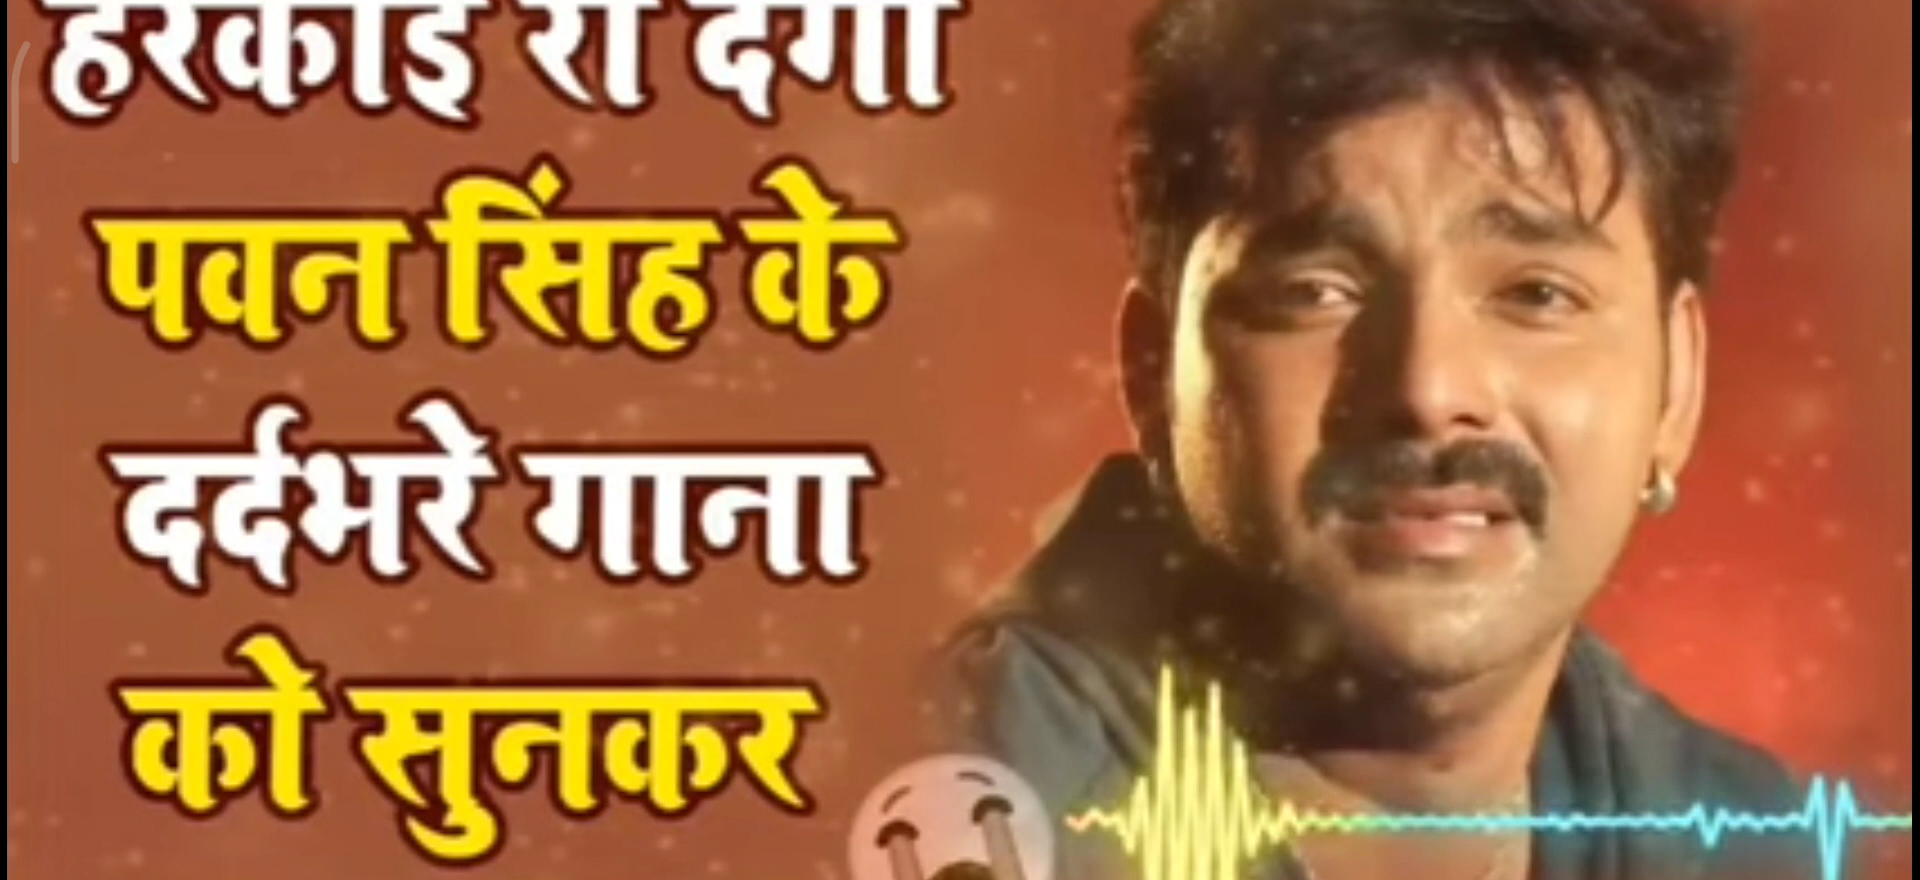 हरकोई रो देगा
पवन सिंह के
दर्दभरे गाना
को सुनकर